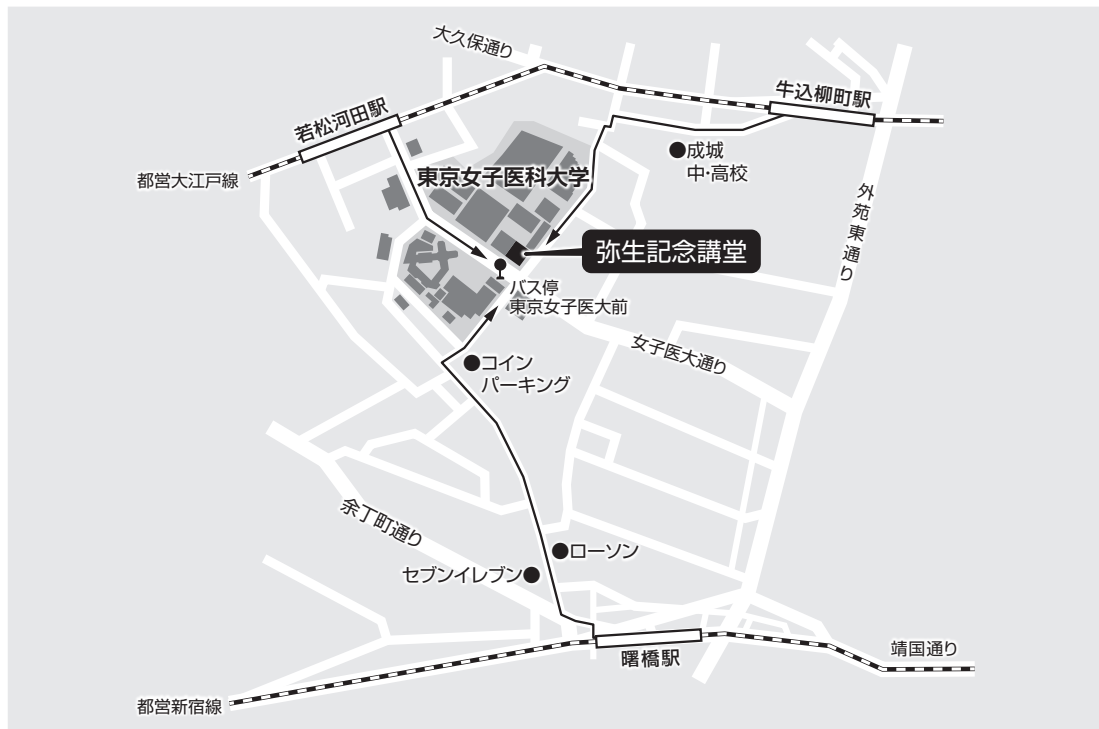 大久保通り
牛込柳町駅
若松河田駅
成城
中・高校
都営大江戸線
東京女子医科大学
外苑東通り
弥生記念講堂
バス停
東京女子医大前
女子医大通り
コイン
パーキング
余丁町通り
ローソン
セブンイレブン
曙橋駅
靖国通り
都営新宿線